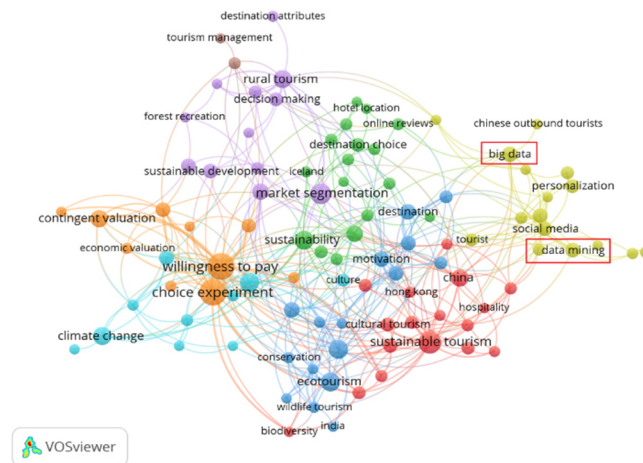 destination attributes
tourism management
rural tourism
decision making
hotel location
forest recreation
online reviews
chinese outbound tourists
destination choice
big data
sustainable development
iceland
personalization
market segmentation
contingent valuation
destination
social media
sustainability
tourist
economic valuation
data mining
motivation
willingness to pay
culture
china
choice experiment
hong kong
hospitality
cultural tourism
climate change
sustainable tourism
conservation
ecotourism
wildlife tourism
india
biodiversity
VOSviewer